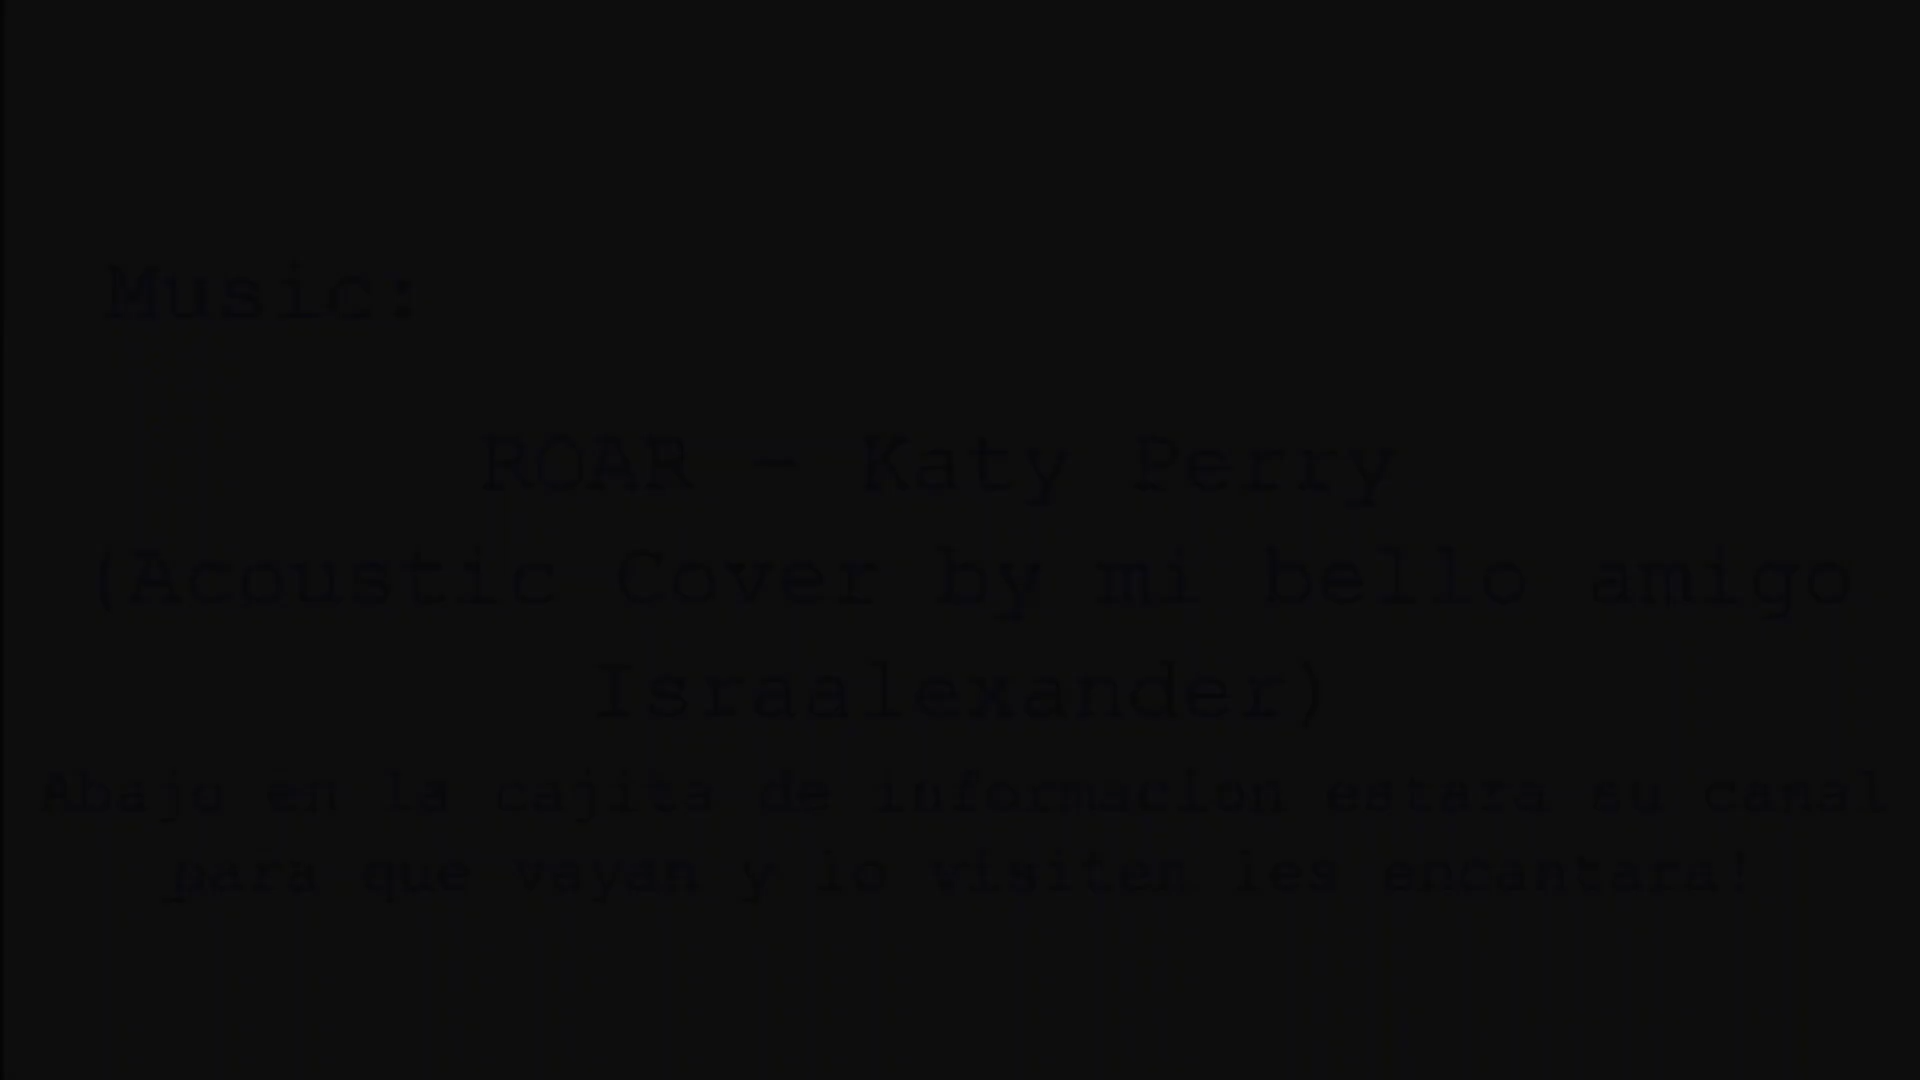 Music:
ROAR - Katy Perry
(Acoustic Cover by mi bello amigo
Israalexander)
Abajo en la cajita de informacion estara su canal
para que vayan y lo visiten les encantara!